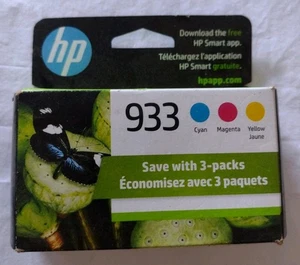 hp
Download the free
HP Smart app.
Téléchargez l'application
HP Smart gratuite.
hpapp.com
933
Cyan
Magenta
Yellow
Jaune
Save with 3-packs
Économisez avec 3 paquets